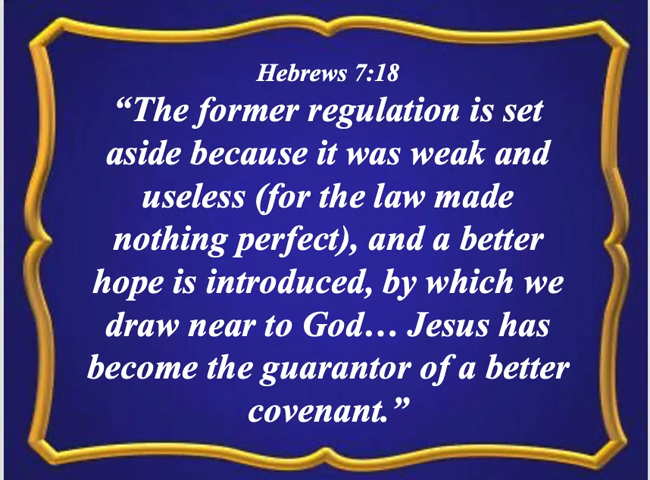 Hebrews 7:18
“The former regulation is set
aside because it was weak and
useless (for the law made
nothing perfect), and a better
hope is introduced, by which we
draw near to God… Jesus has
become the guarantor of a better
covenant.”